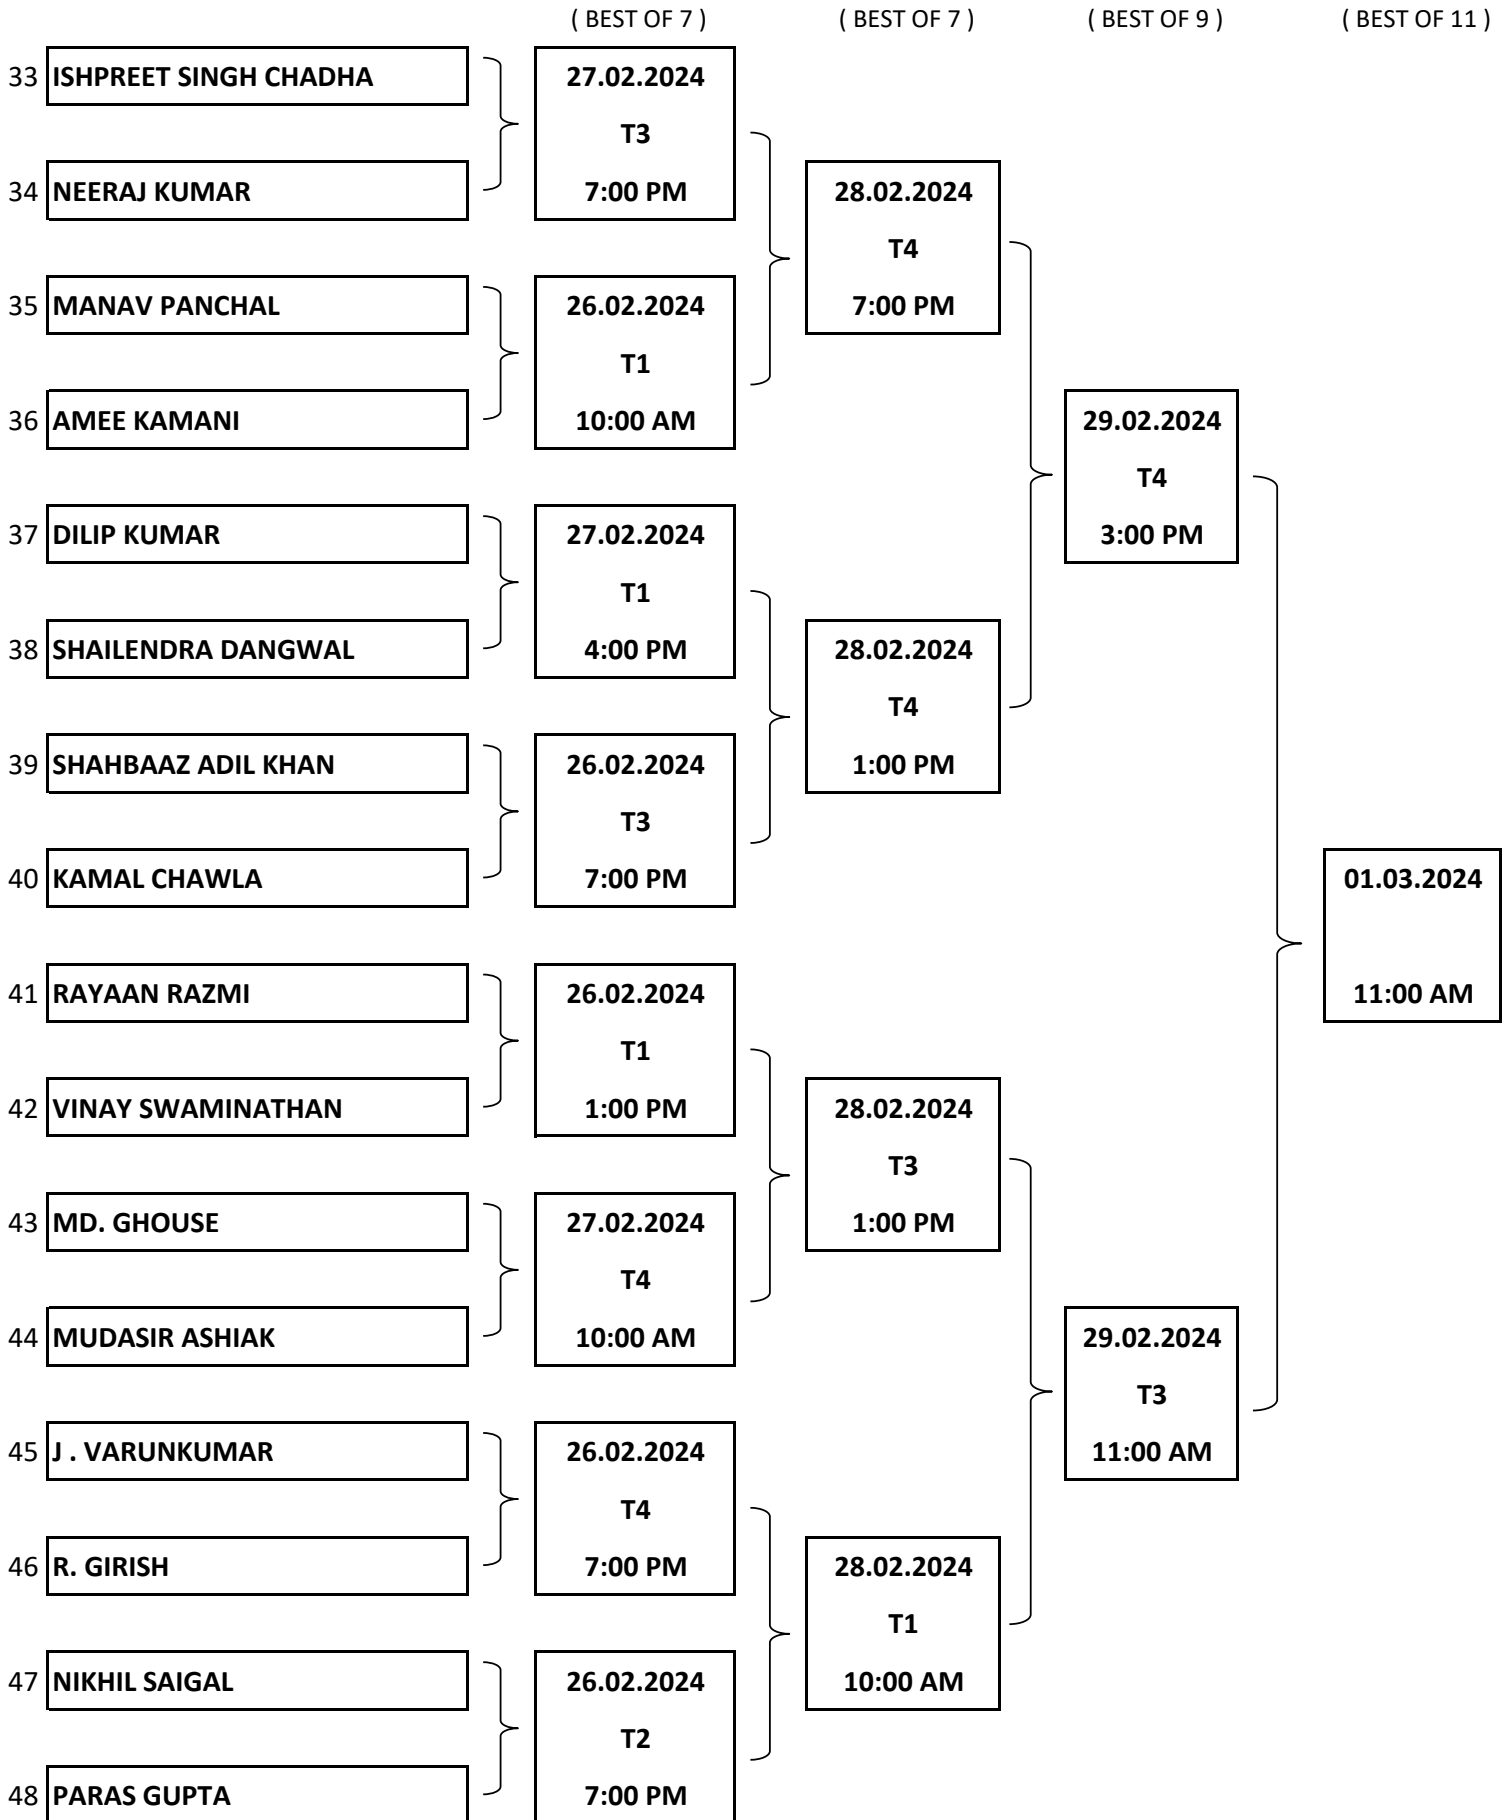 ( BEST OF 7 ) ( BEST OF 7 ) ( BEST OF 9 ) ( BEST OF 11 )
33 ISHPREET SINGH CHADHA 27.02.2024
T3
34 NEERAJ KUMAR 7:00 PM 28.02.2024
T4
35 MANAV PANCHAL 26.02.2024 7:00 PM
T1
36 AMEE KAMANI 10:00 AM 29.02.2024
T4
37 DILIP KUMAR 27.02.2024 3:00 PM
T1
38 SHAILENDRA DANGWAL 4:00 PM 28.02.2024
T4
39 SHAHBAAZ ADIL KHAN 26.02.2024 1:00 PM
T3
40 KAMAL CHAWLA 7:00 PM 01.03.2024
41 RAYAAN RAZMI 26.02.2024 11:00 AM
T1
42 VINAY SWAMINATHAN 1:00 PM 28.02.2024
T3
43 MD. GHOUSE 27.02.2024 1:00 PM
T4
44 MUDASIR ASHIAK 10:00 AM 29.02.2024
T3
45 J . VARUNKUMAR 26.02.2024 11:00 AM
T4
46 R. GIRISH 7:00 PM 28.02.2024
T1
47 NIKHIL SAIGAL 26.02.2024 10:00 AM
T2
48 PARAS GUPTA 7:00 PM